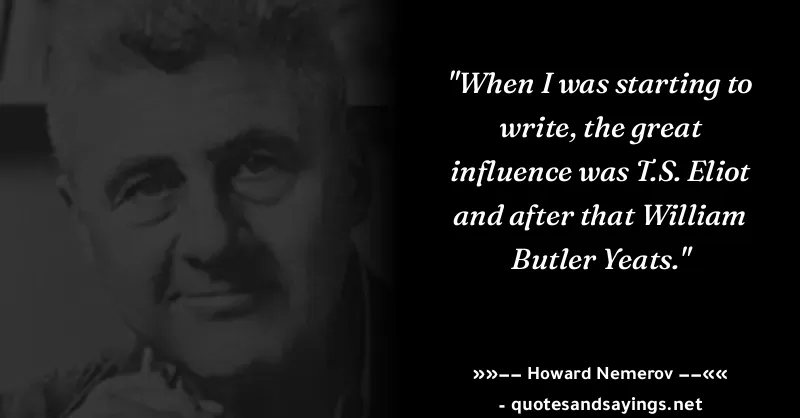 "When I was starting to
write, the great
influence was T.S. Eliot
and after that William
Butler Yeats."
»»–– Howard Nemerov ––««
- quotesandsayings.net